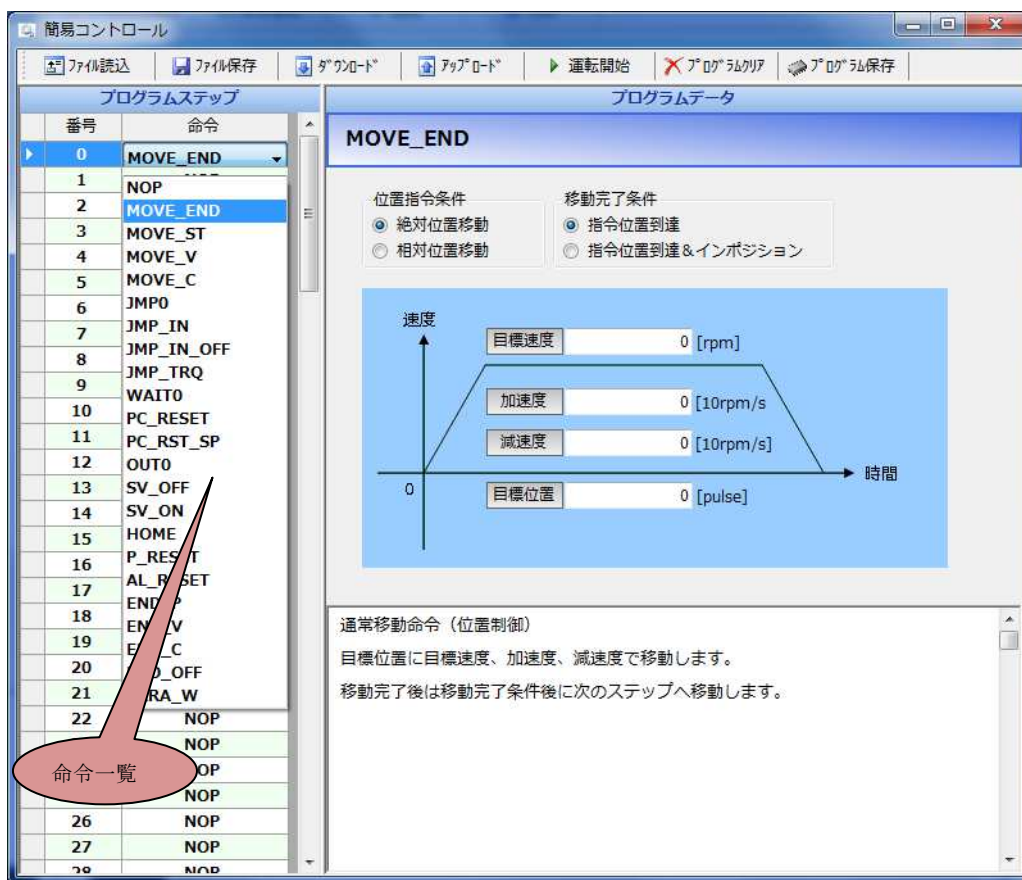 簡易コントロール
ファイル読込 ファイル保存 ダウンロード アップロード 運転開始 プログラムクリア プログラム保存
プログラムステップ
番号 命令
0 MOVE_END
1
2
3
4
5
6
7
8
9
10
11
12
13
14
15
16
17
18
19
20
21
22 NOP
NOP
NOP
26 NOP
27 NOP
28 NOP
NOP
MOVE_END
MOVE_ST
MOVE_V
MOVE_C
JMP0
JMP_IN
JMP_IN_OFF
JMP_TRQ
WAIT0
PC_RESET
PC_RST_SP
OUT0
SV_OFF
SV_ON
HOME
命令一覧
プログラムデータ
MOVE_END
位置指令条件
絶対位置移動
相対位置移動
移動完了条件
指令位置到達
指令位置到達&インポジション
速度
目標速度 0 [rpm]
加速度 0 [10rpm/s
減速度 0 [10rpm/s]
時間
0
目標位置 0 [pulse]
通常移動命令（位置制御）
目標位置に目標速度、加速度、減速度で移動します。
移動完了後は移動完了条件後に次のステップへ移動します。